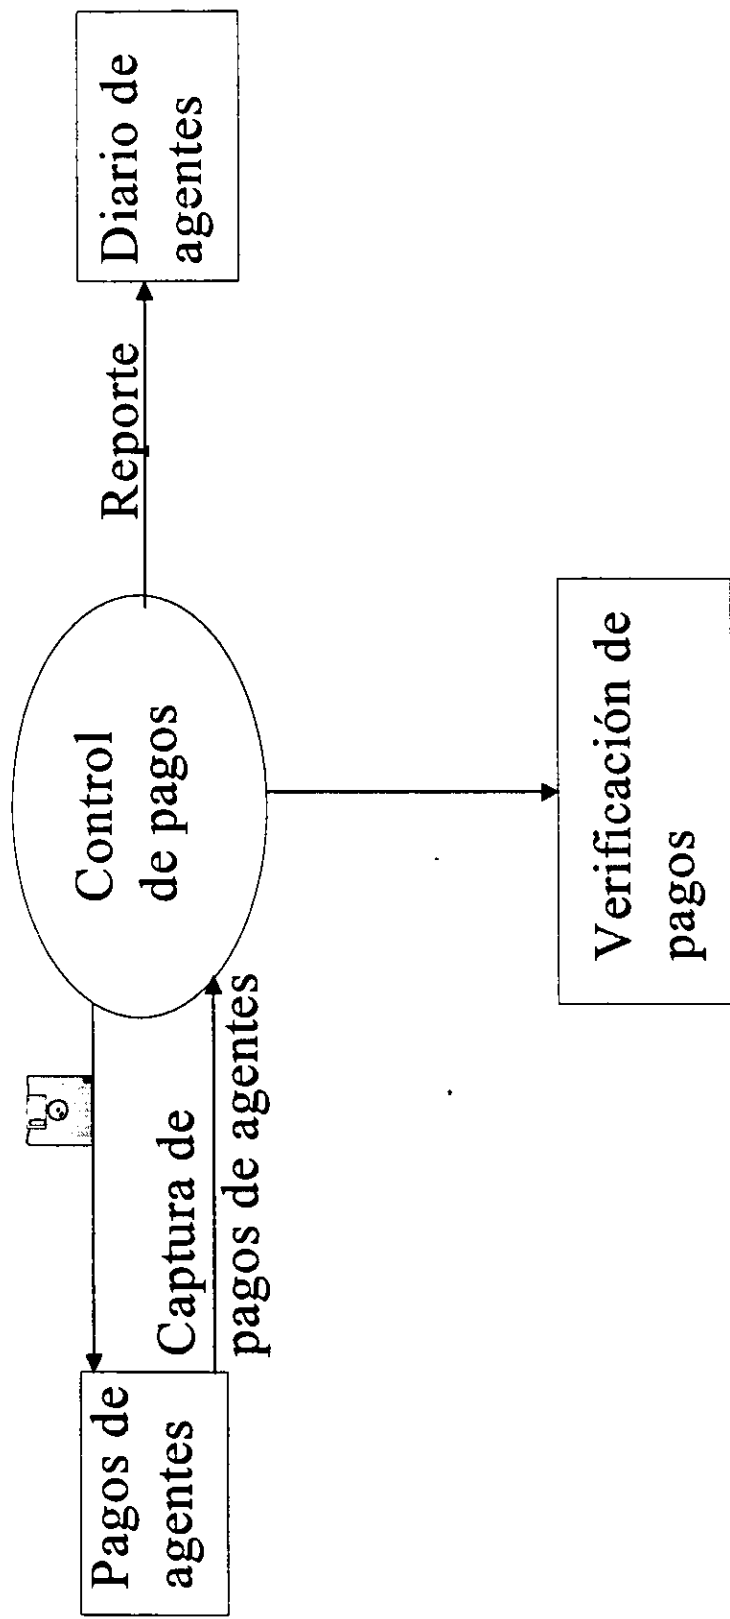 Pagos de
agentes
Captura de
pagos de agentes
Control
de pagos
Reporte
Diario de
agentes
Verificación de
pagos